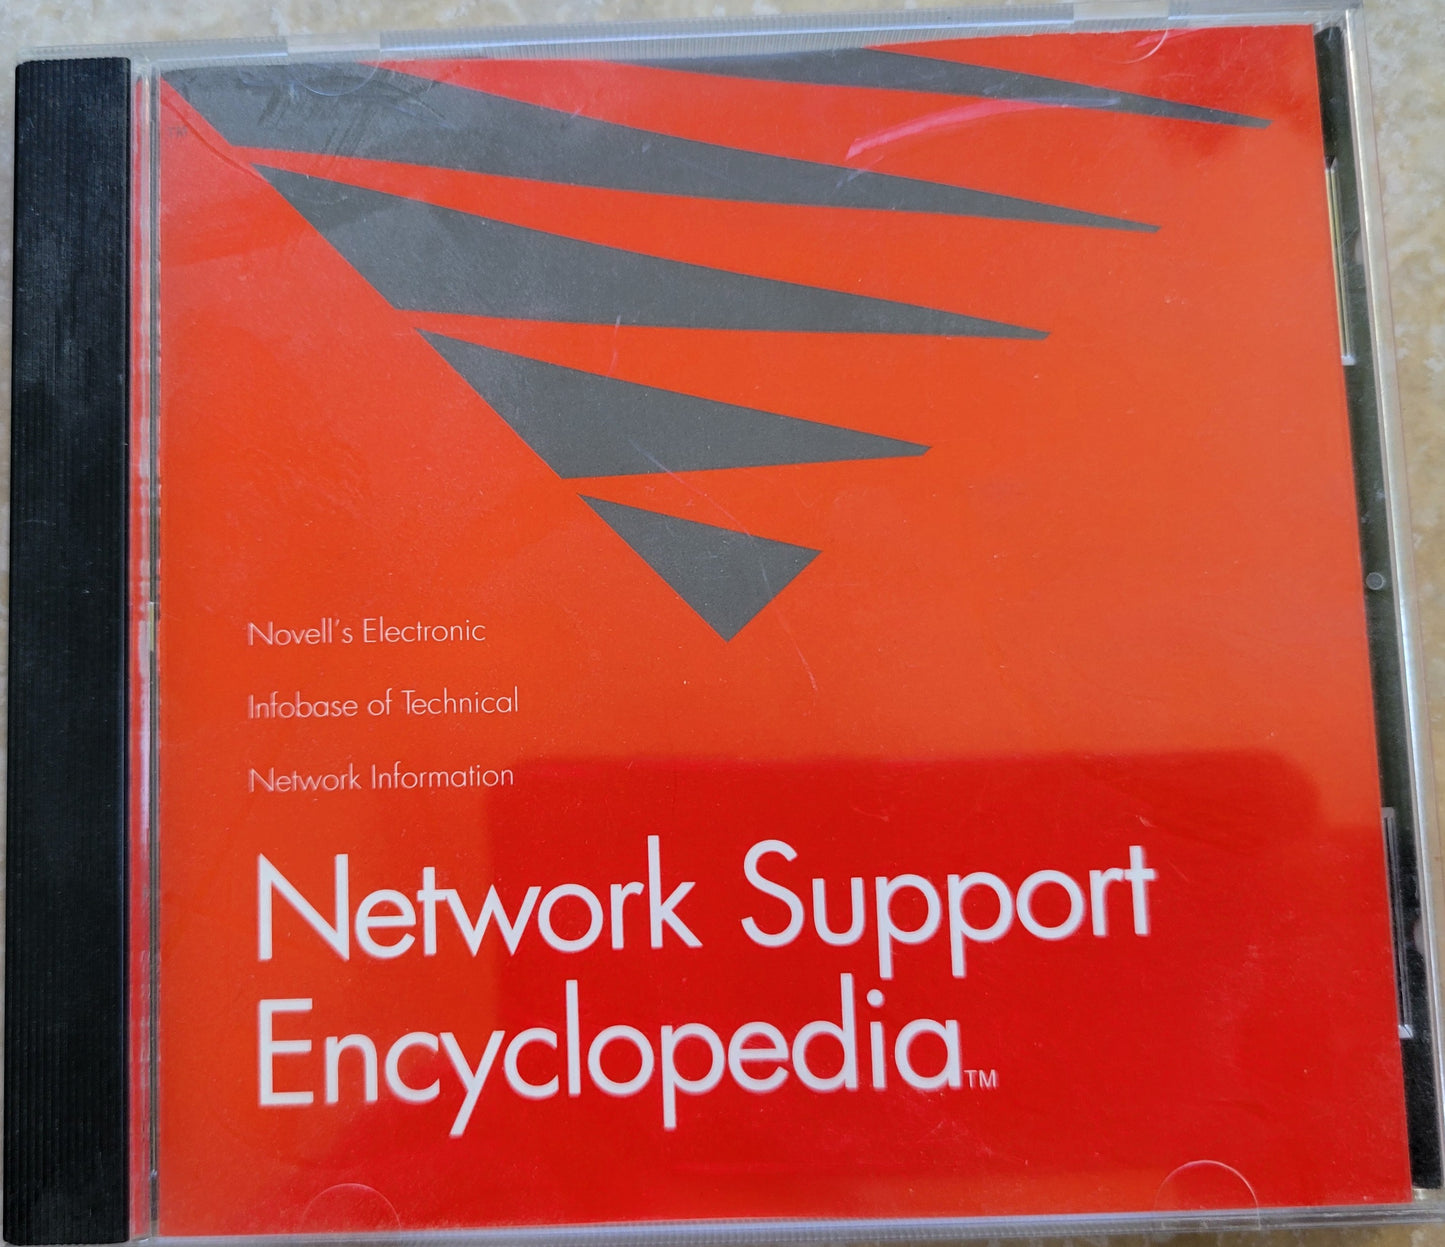 Novell's Electronic
Infobase of Technical
Network Information
Network Support
Encyclopedia™